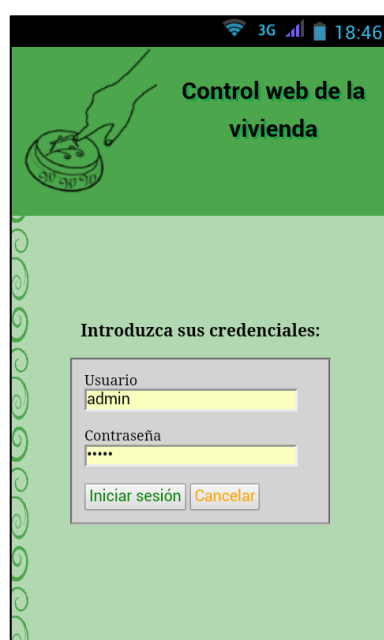 3G 18:46
Control web de la
vivienda
Introduzca sus credenciales:
Usuario
admin
Contraseña
•••••
Iniciar sesión Cancelar